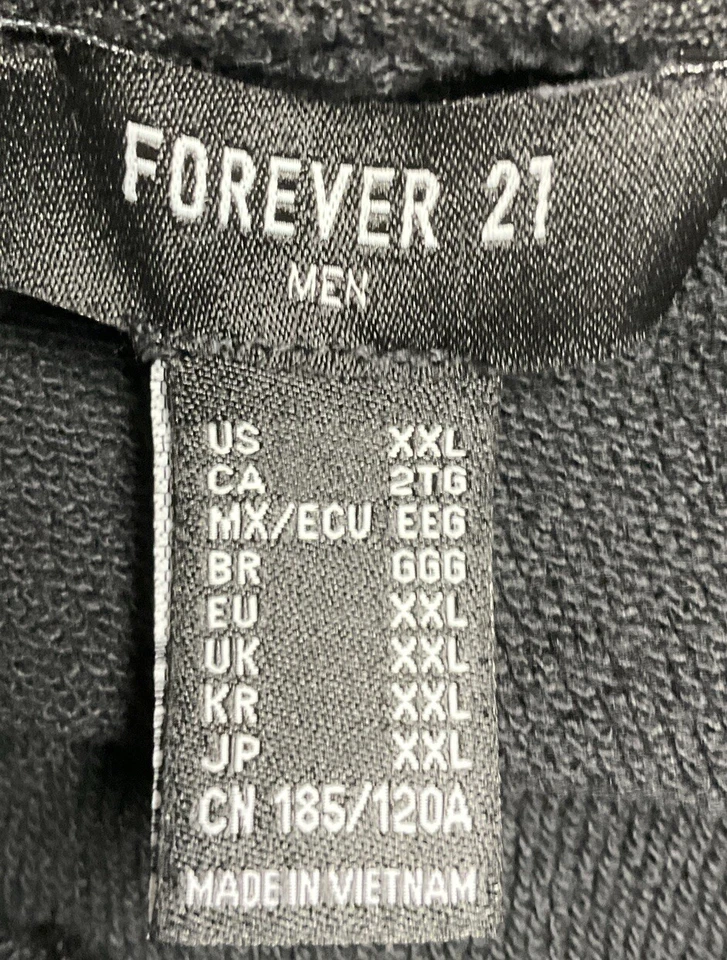 FOREVER 21
MEN
US XXL
CA 2TG
MX/ECU EEG
BR GGG
EU XXL
UK XXL
KR XXL
JP XXL
CN 185/120A
MADE IN VIETNAM